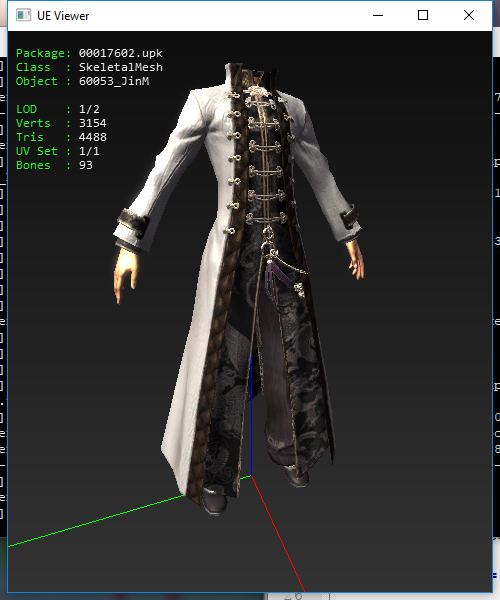 UE Viewer
Package: 00017602.upk
Class : SkeletalMesh
Object : 60053_JinM
LOD : 1/2
Verts : 3154
Tris : 4488
UV Set : 1/1
Bones : 93